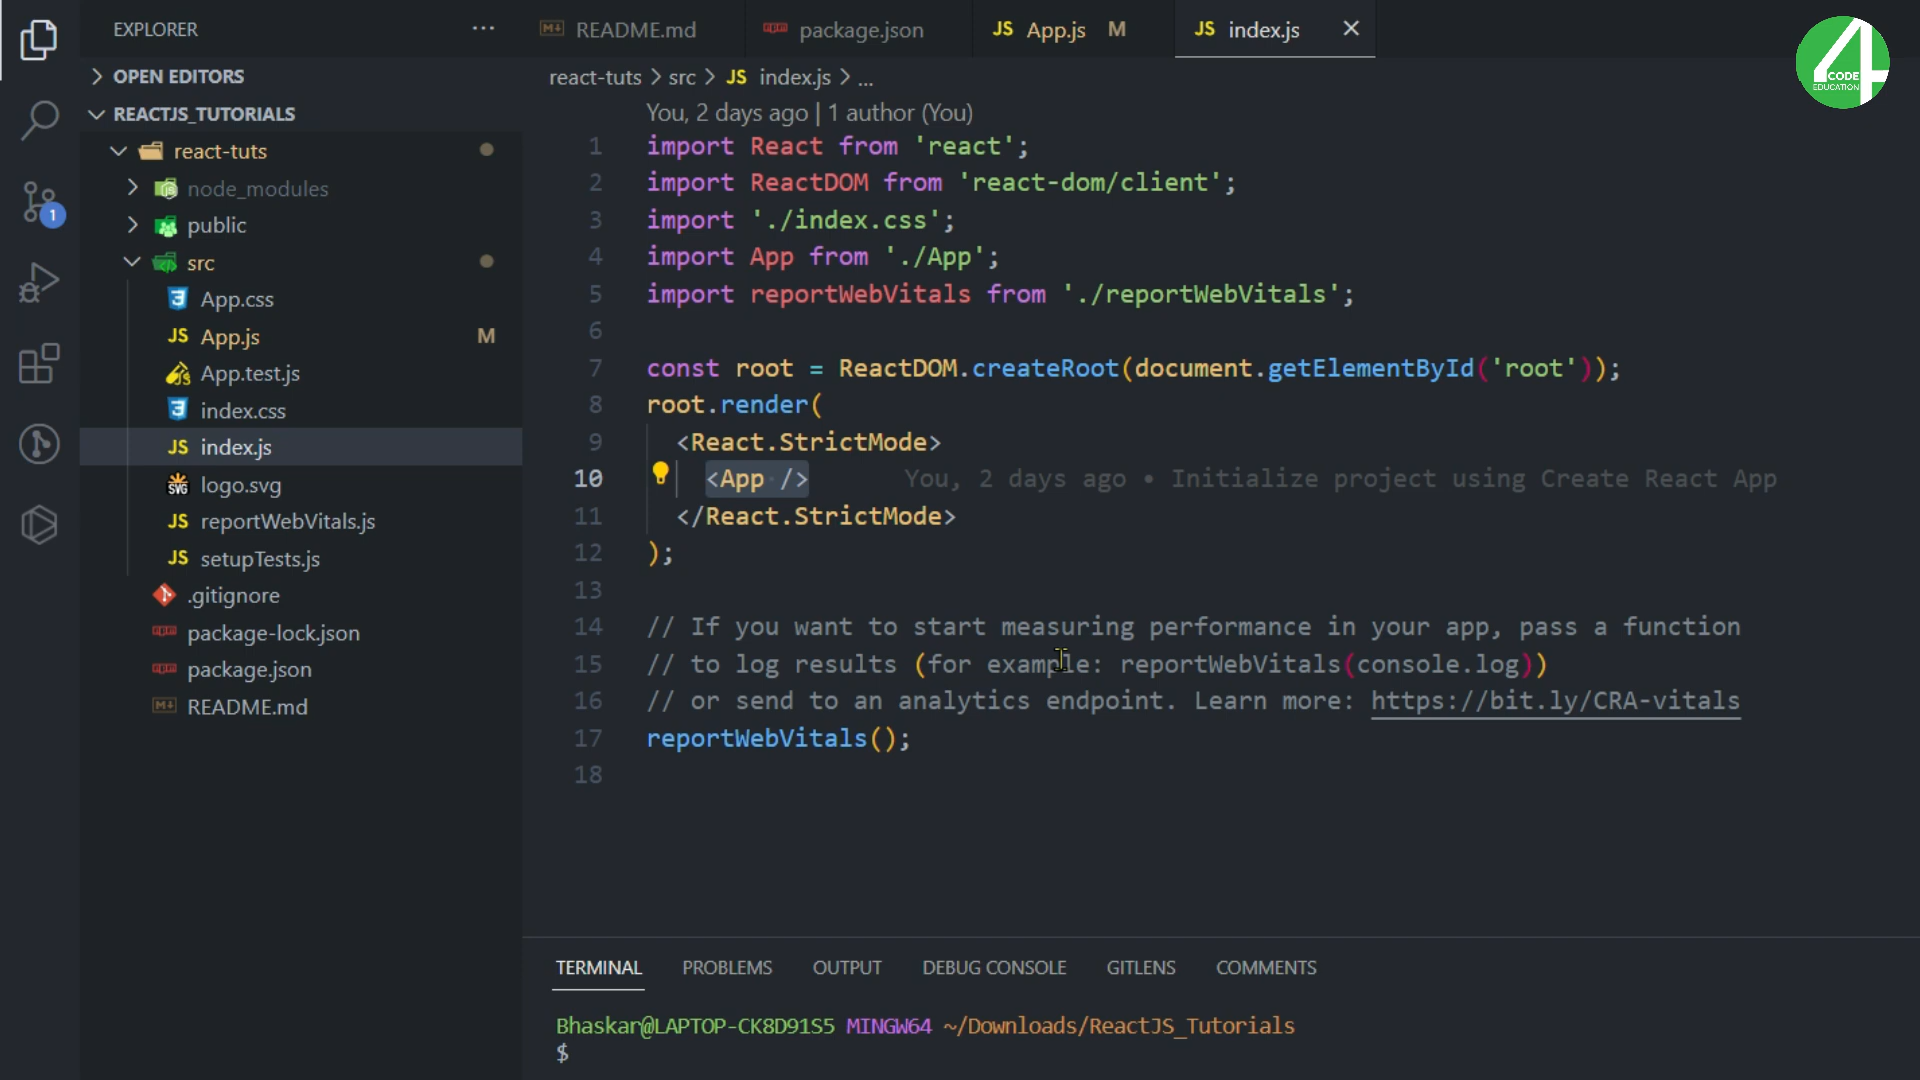 EXPLORER
OPEN EDITORS
REACTJS_TUTORIALS
react-tuts
node_modules
public
src
App.css
JS App.js M
App.test.js
index.css
JS index.js
SVG logo.svg
JS reportWebVitals.js
JS setupTests.js
.gitignore
package-lock.json
package.json
README.md
1
README.md package.json JS App.js M JS index.js
react-tuts > src > JS index.js > ...
You, 2 days ago | 1 author (You)
1 import React from 'react';
2 import ReactDOM from 'react-dom/client';
3 import './index.css';
4 import App from './App';
5 import reportWebVitals from './reportWebVitals';
6
7 const root = ReactDOM.createRoot(document.getElementById('root'));
8 root.render(
9 <React.StrictMode>
10 <App /> You, 2 days ago • Initialize project using Create React App
11 </React.StrictMode>
12 );
13
14 // If you want to start measuring performance in your app, pass a function
15 // to log results (for example: reportWebVitals(console.log))
16 // or send to an analytics endpoint. Learn more: https://bit.ly/CRA-vitals
17 reportWebVitals();
18
TERMINAL PROBLEMS OUTPUT DEBUG CONSOLE GITLENS COMMENTS
Bhaskar@LAPTOP-CK8D91S5 MINGW64 ~/Downloads/ReactJS_Tutorials
$
4
CODE
EDUCATION